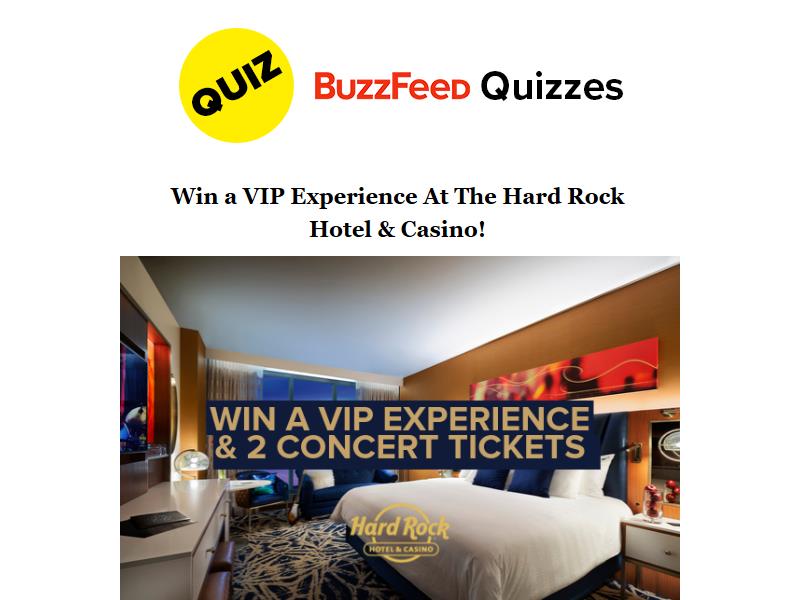 QUIZ
BuzzFeed Quizzes
Win a VIP Experience At The Hard Rock
Hotel & Casino!
WIN A VIP EXPERIENCE
& 2 CONCERT TICKETS
Hard Rock
HOTEL & CASINO